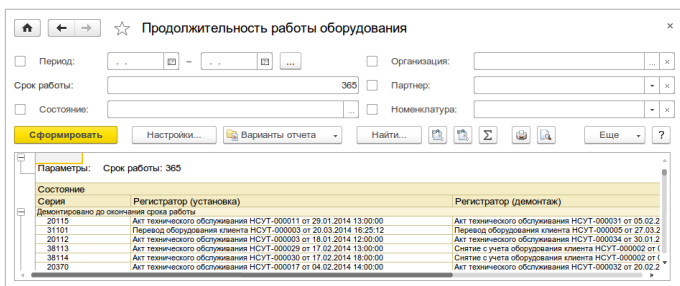 Продолжительность работы оборудования
Период: . . – . . ... Организация: ...
Срок работы: 365 Партнер:
Состояние: ... Номенклатура:
Сформировать Настройки... Варианты отчета Найти... Σ Еще ?
Параметры: Срок работы: 365
Состояние
Серия Регистратор (установка) Регистратор (демонтаж)
Демонтировано до окончания срока работы
20115 Акт технического обслуживания НСУТ-000011 от 29.01.2014 13:00:00 Акт технического обслуживания НСУТ-000031 от 05.02.2
31101 Перевод оборудования клиента НСУТ-000003 от 20.03.2014 16:25:12 Перевод оборудования клиента НСУТ-000005 от 27.03.2
20112 Акт технического обслуживания НСУТ-000003 от 18.01.2014 12:00:00 Акт технического обслуживания НСУТ-000034 от 30.01.2
38113 Акт технического обслуживания НСУТ-000029 от 17.02.2014 13:00:00 Снятие с учета оборудования клиента НСУТ-000002 от (
38114 Акт технического обслуживания НСУТ-000030 от 17.02.2014 18:00:00 Снятие с учета оборудования клиента НСУТ-000002 от (
20370 Акт технического обслуживания НСУТ-000017 от 04.02.2014 14:00:00 Акт технического обслуживания НСУТ-000032 от 20.02.2